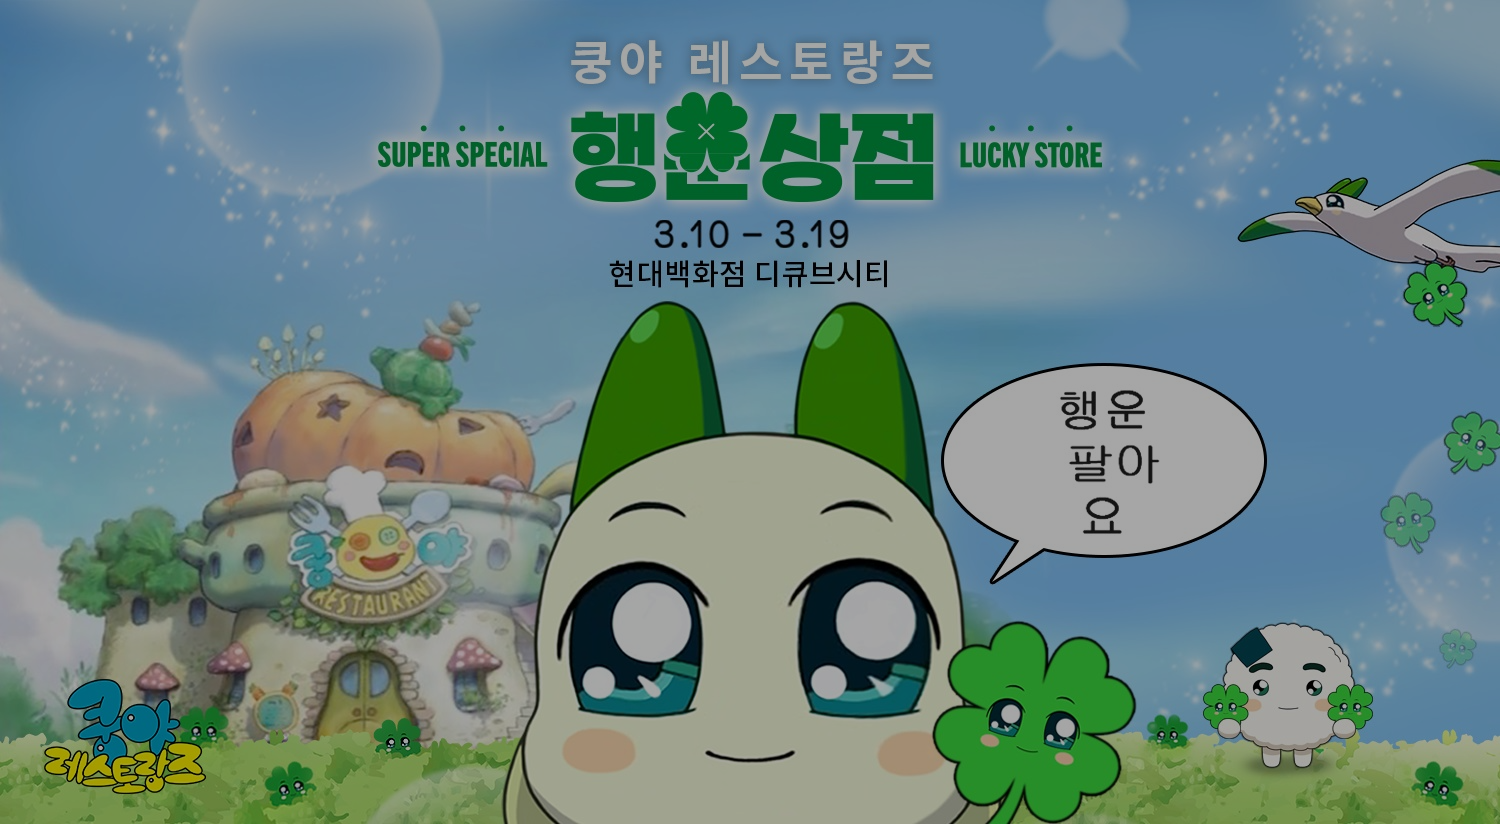 쿵야 레스토랑즈
SUPER SPECIAL 행운상점 LUCKY STORE
3.10 – 3.19
현대백화점 디큐브시티
행운
팔아
요
쿵야
RESTAURANT
쿵야
레스토랑즈